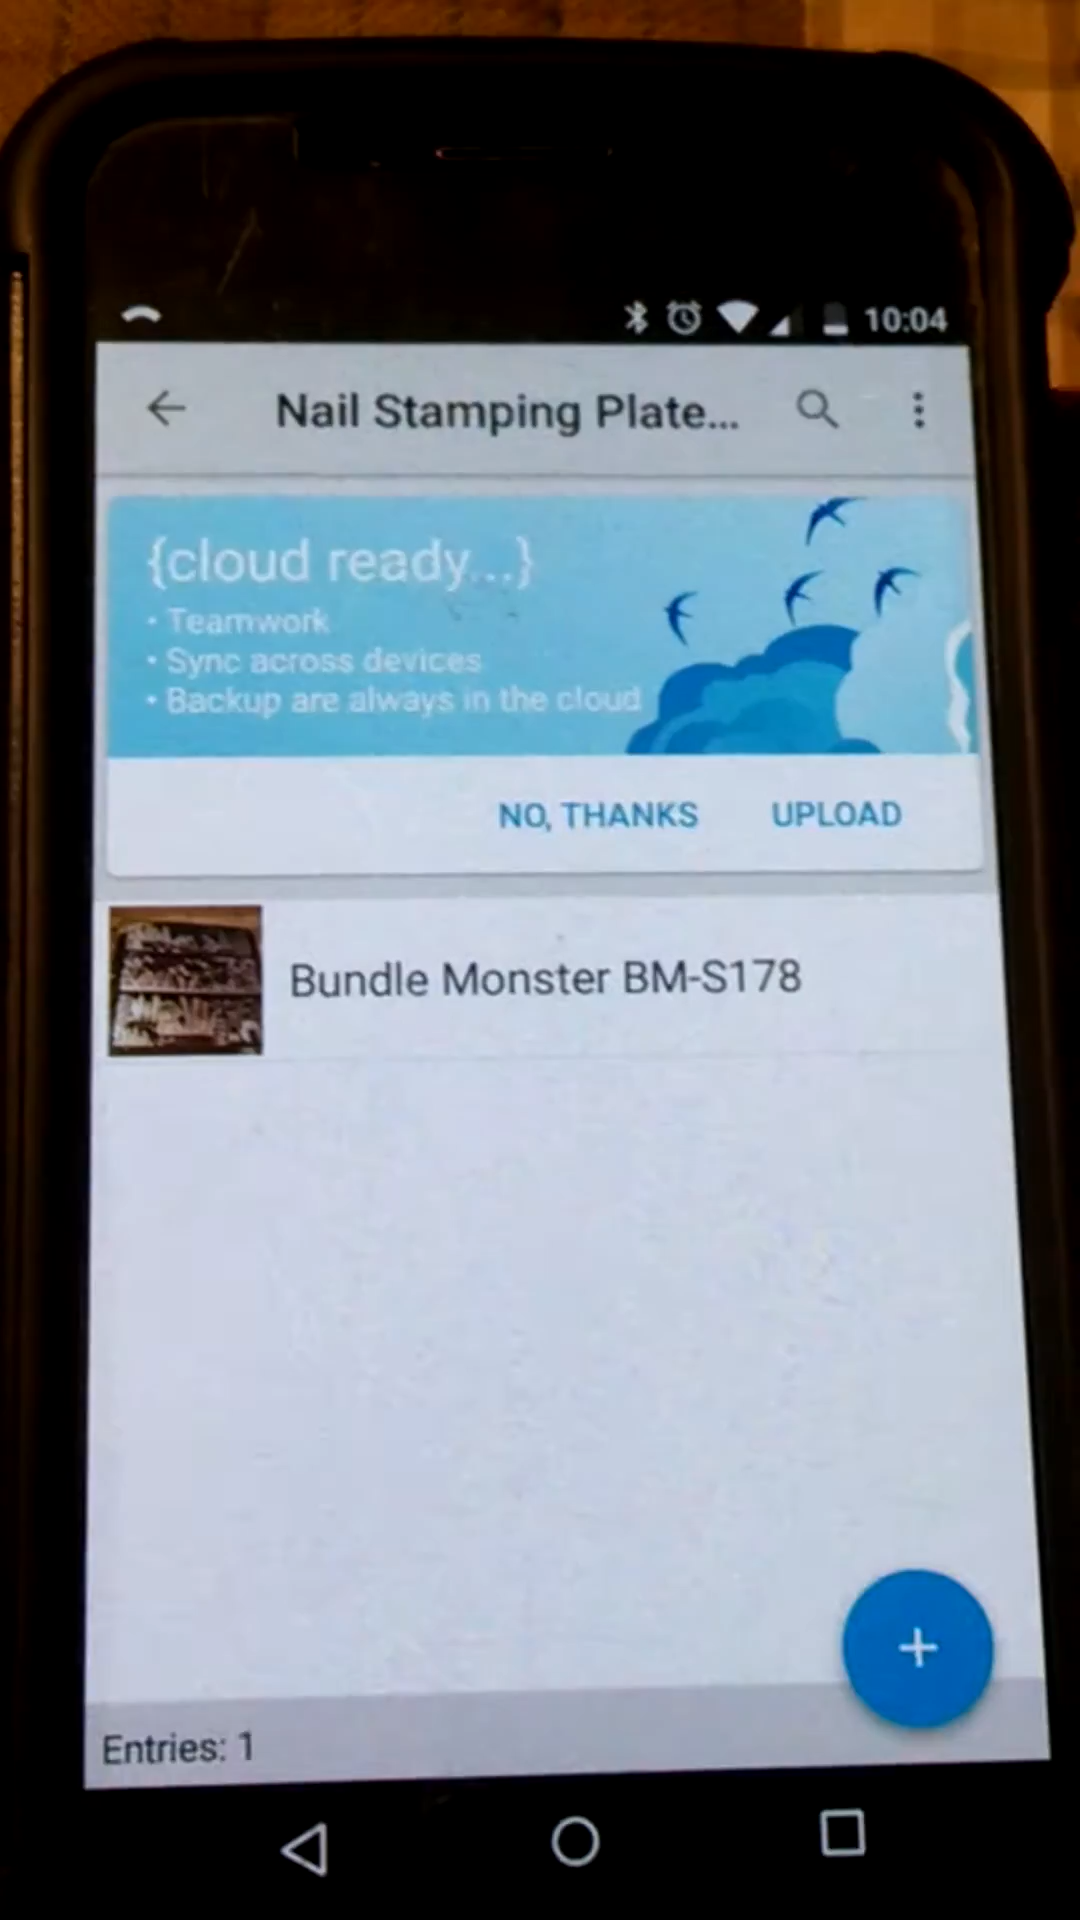 10:04
Nail Stamping Plate...
{cloud ready...}
• Teamwork
• Sync across devices
• Backup are always in the cloud
NO, THANKS UPLOAD
Bundle Monster BM-S178
+
Entries: 1